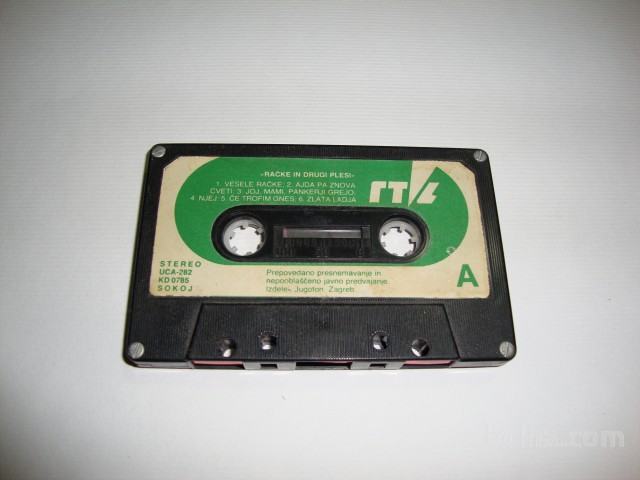 »RAČKE IN DRUGI PLESI«
1. VESELE RAČKE; 2. AJDA PA ZNOVA
CVETI; 3. JOJ, MAMI, PANKERJI GREJO;
4. NJEJ; 5. ČE TROFIM DNES; 6. ZLATA LADJA
STEREO
UCA-282
KD 0785
SOKOJ
Prepovedano presnemavanje in
nepooblaščeno javno predvajanje.
Izdelek Jugoton, Zagreb
A